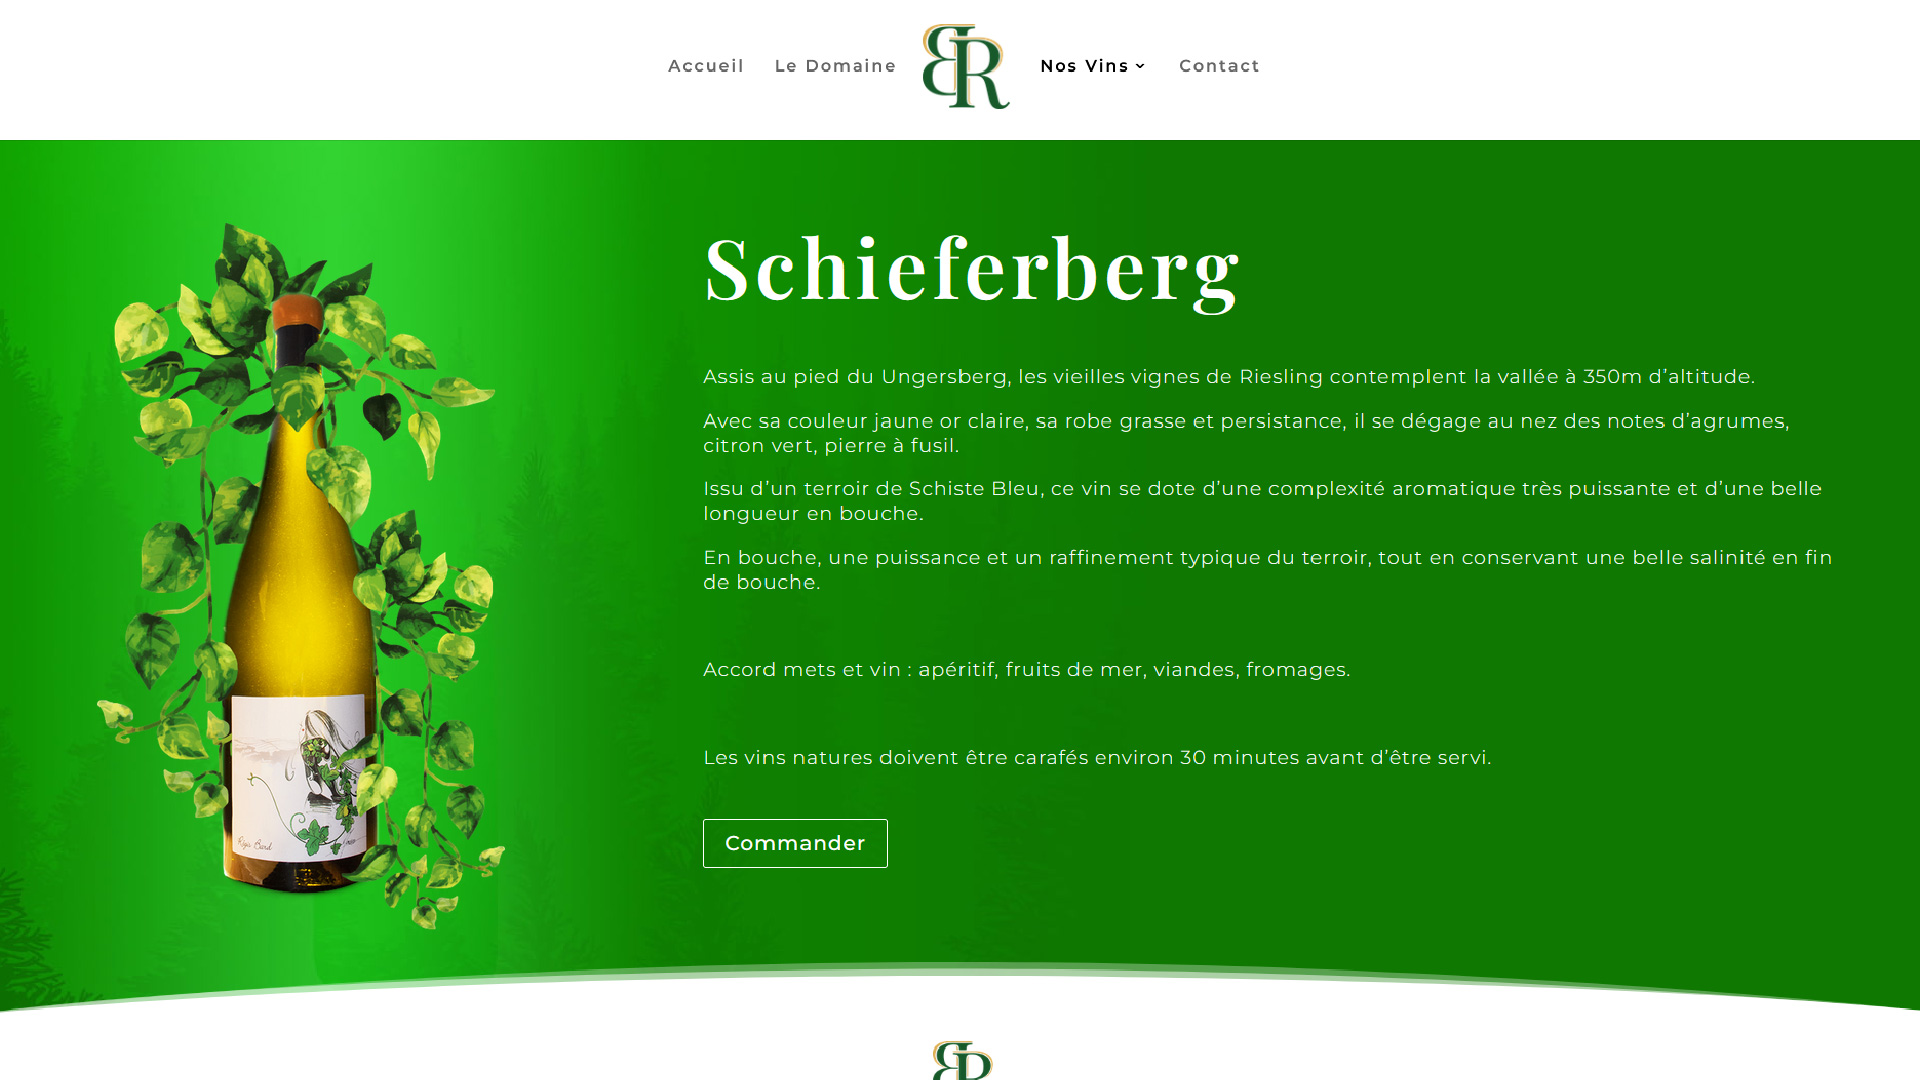 Accueil
Le Domaine
BR
Nos Vins
Contact
Schieferberg
Assis au pied du Ungersberg, les vieilles vignes de Riesling contemplent la vallée à 350m d’altitude.
Avec sa couleur jaune or claire, sa robe grasse et persistance, il se dégage au nez des notes d’agrumes,
citron vert, pierre à fusil.
Issu d’un terroir de Schiste Bleu, ce vin se dote d’une complexité aromatique très puissante et d’une belle
longueur en bouche.
En bouche, une puissance et un raffinement typique du terroir, tout en conservant une belle salinité en fin
de bouche.
Accord mets et vin : apéritif, fruits de mer, viandes, fromages.
Les vins natures doivent être carafés environ 30 minutes avant d’être servi.
Commander
BR